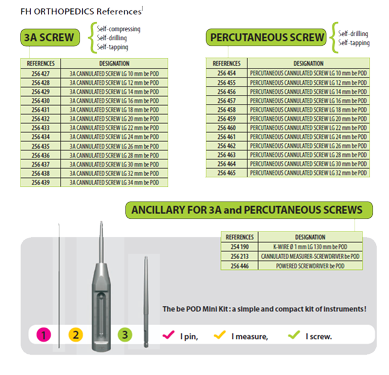 FH ORTHOPEDICS References
3A SCREW
Self-compressing
Self-drilling
Self-tapping
REFERENCES DESIGNATION
256 427 3A CANNULATED SCREW LG 10 mm be POD
256 428 3A CANNULATED SCREW LG 12 mm be POD
256 429 3A CANNULATED SCREW LG 14 mm be POD
256 430 3A CANNULATED SCREW LG 16 mm be POD
256 431 3A CANNULATED SCREW LG 18 mm be POD
256 432 3A CANNULATED SCREW LG 20 mm be POD
256 433 3A CANNULATED SCREW LG 22 mm be POD
256 434 3A CANNULATED SCREW LG 24 mm be POD
256 435 3A CANNULATED SCREW LG 26 mm be POD
256 436 3A CANNULATED SCREW LG 28 mm be POD
256 437 3A CANNULATED SCREW LG 30 mm be POD
256 438 3A CANNULATED SCREW LG 32 mm be POD
256 439 3A CANNULATED SCREW LG 34 mm be POD
PERCUTANEOUS SCREW
Self-drilling
Self-tapping
REFERENCES DESIGNATION
256 454 PERCUTANEOUS CANNULATED SCREW LG 10 mm be POD
256 455 PERCUTANEOUS CANNULATED SCREW LG 12 mm be POD
256 456 PERCUTANEOUS CANNULATED SCREW LG 14 mm be POD
256 457 PERCUTANEOUS CANNULATED SCREW LG 16 mm be POD
256 458 PERCUTANEOUS CANNULATED SCREW LG 18 mm be POD
256 459 PERCUTANEOUS CANNULATED SCREW LG 20 mm be POD
256 460 PERCUTANEOUS CANNULATED SCREW LG 22 mm be POD
256 461 PERCUTANEOUS CANNULATED SCREW LG 24 mm be POD
256 462 PERCUTANEOUS CANNULATED SCREW LG 26 mm be POD
256 463 PERCUTANEOUS CANNULATED SCREW LG 28 mm be POD
256 464 PERCUTANEOUS CANNULATED SCREW LG 30 mm be POD
256 465 PERCUTANEOUS CANNULATED SCREW LG 32 mm be POD
ANCILLARY FOR 3A and PERCUTANEOUS SCREWS
REFERENCES DESIGNATION
254 190 K-WIRE Ø 1 mm LG 130 mm be POD
256 213 CANNULATED MEASURER-SCREWDRIVER be POD
256 446 POWERED SCREWDRIVER be POD
The be POD Mini Kit : a simple and compact kit of instruments!
1 2 3 I pin, I measure, I screw.